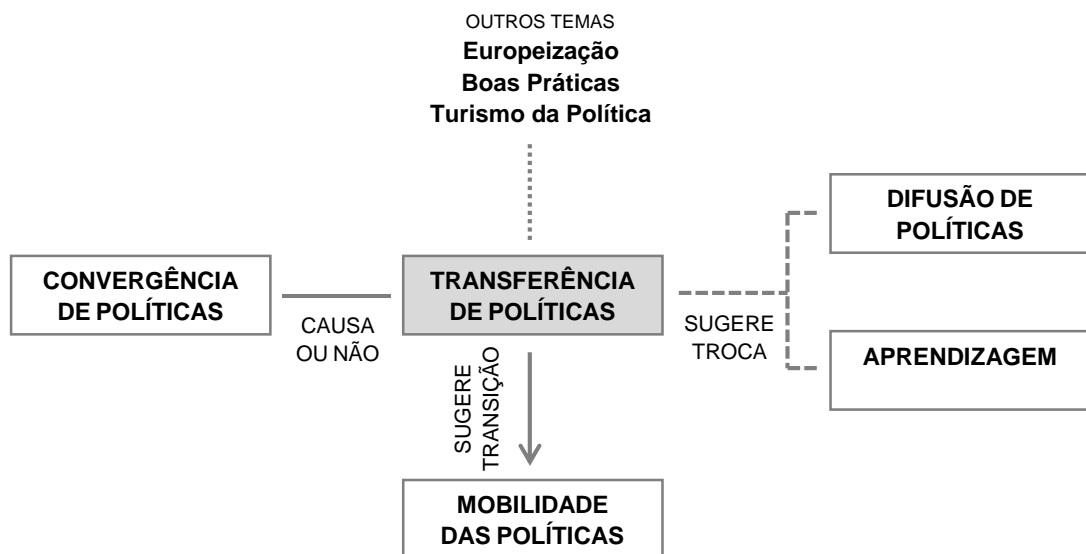 OUTROS TEMAS
Europeização
Boas Práticas
Turismo da Política
DIFUSÃO DE
POLÍTICAS
CONVERGÊNCIA
DE POLÍTICAS
TRANSFERÊNCIA
DE POLÍTICAS
CAUSA
OU NÃO
SUGERE
TROCA
APRENDIZAGEM
SUGERE
TRANSIÇÃO
MOBILIDADE
DAS POLÍTICAS